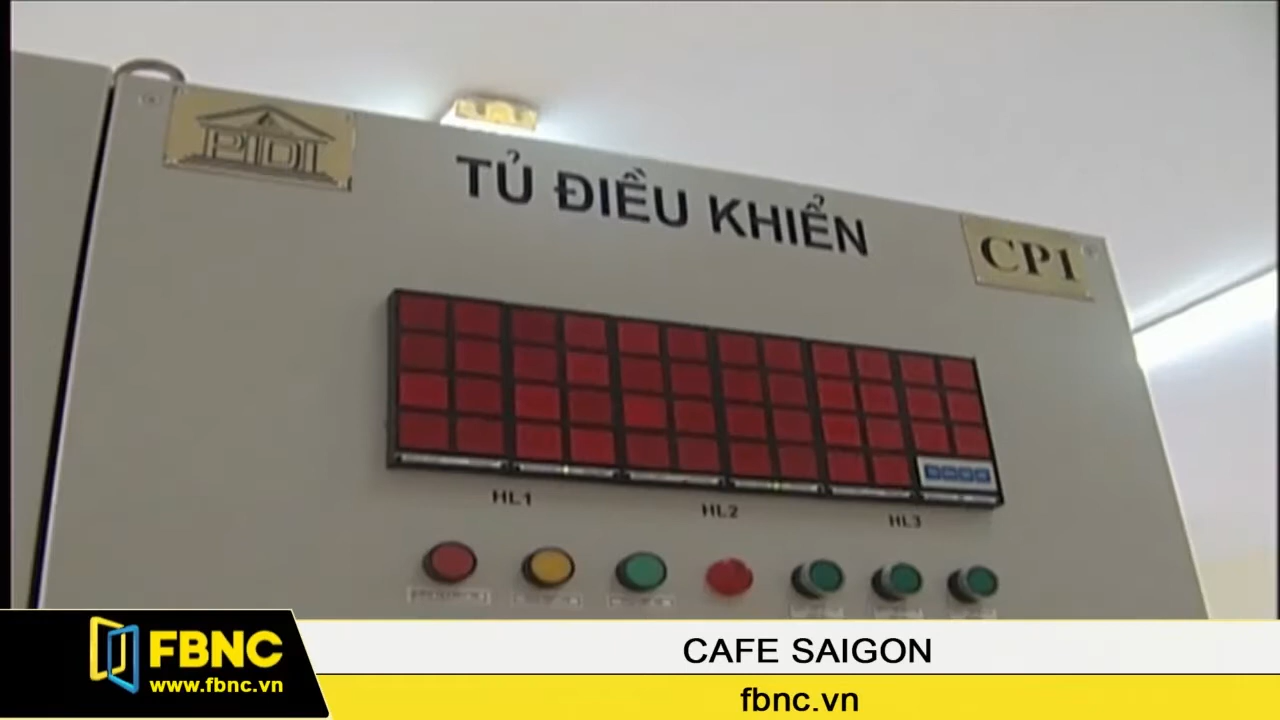 PIDI
TỦ ĐIỀU KHIỂN
CP1
HL1
HL2
HL3
FBNC
www.fbnc.vn
CAFE SAIGON
fbnc.vn